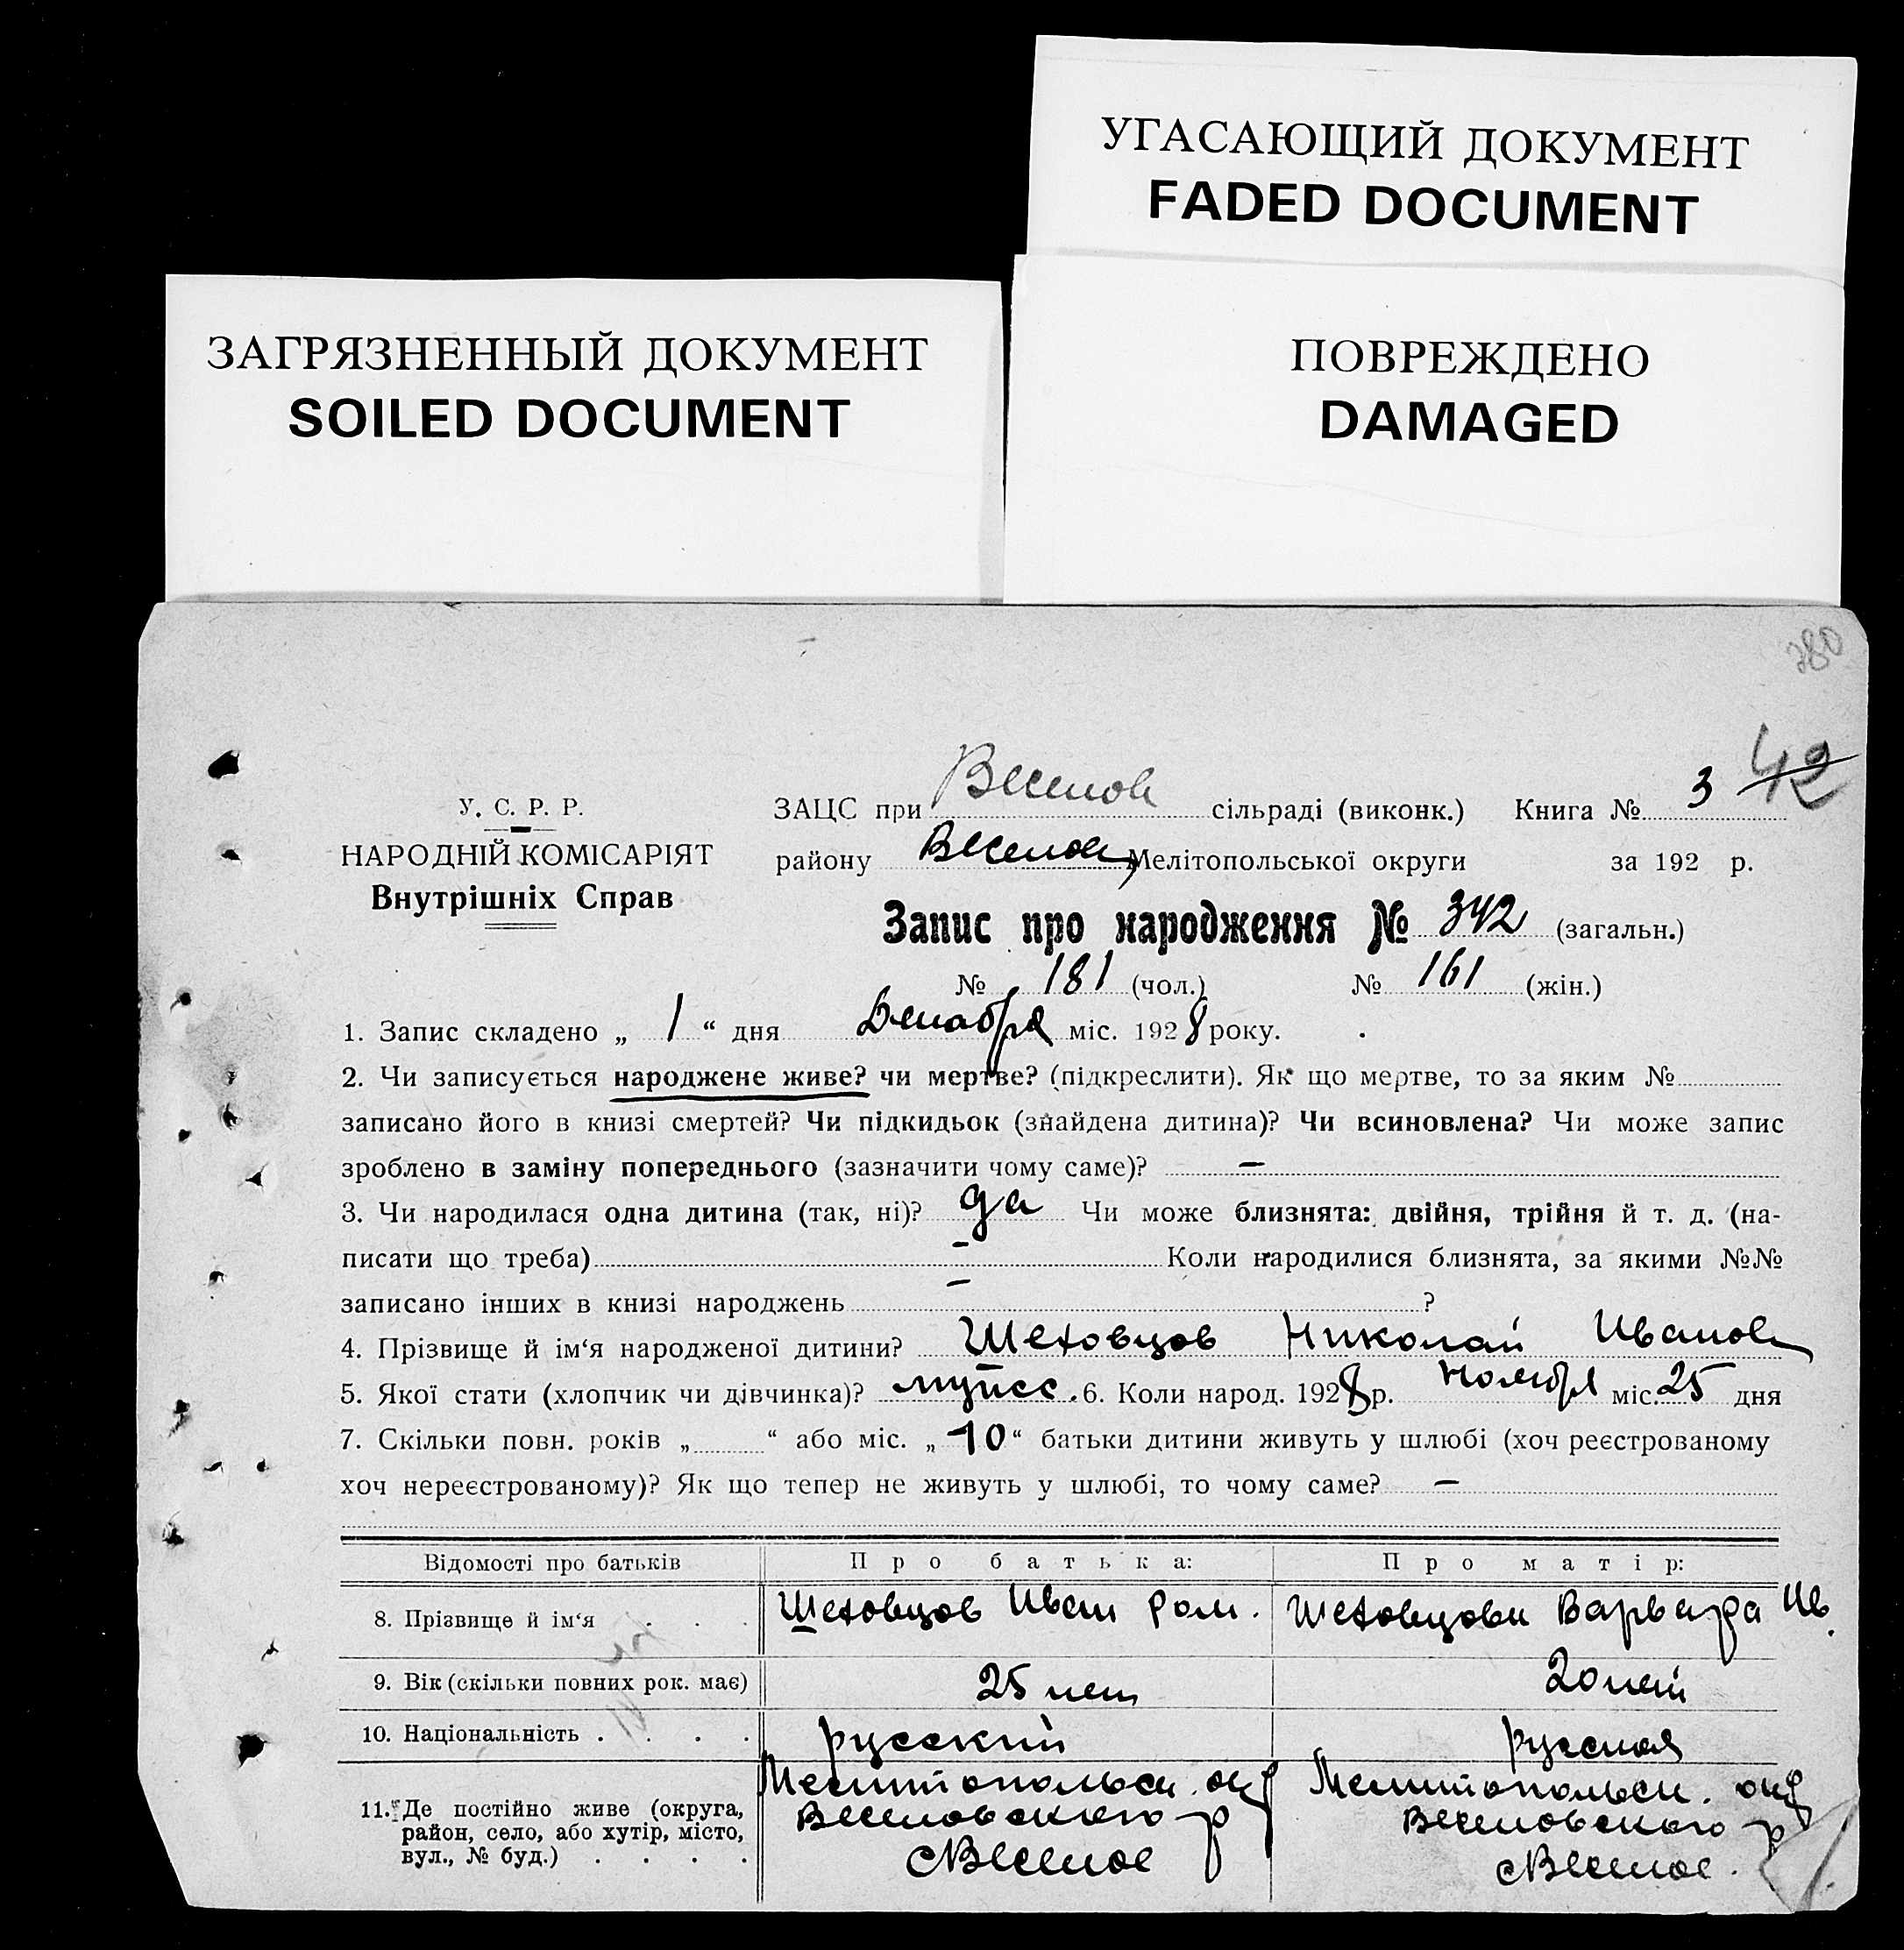 УГАСАЮЩИЙ ДОКУМЕНТ
FADED DOCUMENT
ЗАГРЯЗНЕННЫЙ ДОКУМЕНТ
SOILED DOCUMENT
ПОВРЕЖДЕНО
DAMAGED
380
42
У. С. Р. Р.
НАРОДНІЙ КОМІСАРІЯТ
Внутрішніх Справ
ЗАЦС при Веселов сільраді (виконк.) Книга № 3
району Веселов Мелітопольської округи за 192 р.
Запис про народження № 342 (загальн.)
№ 181 (чол.) № 161 (жін.)
1. Запис складено „ 1 “ дня Декабря міс. 1928 року.
2. Чи записується народжене живе? чи мертве? (підкреслити). Як що мертве, то за яким №
записано його в книзі смертей? Чи підкидьок (знайдена дитина)? Чи всиновлена? Чи може запис
зроблено в заміну попереднього (зазначити чому саме)? —
3. Чи народилася одна дитина (так, ні)? да Чи може близнята: двійня, трійня й т. д. (на-
писати що треба) — Коли народилися близнята, за якими №№
записано інших в книзі народжень — ?
4. Прізвище й ім‘я народженої дитини? Шеховцов Николай Иванов
5. Якої стати (хлопчик чи дівчинка)? мужск. 6. Коли народ. 1928 р. Ноября міс. 25 дня
7. Скільки повн. років „ “ або міс. „ 10 “ батьки дитини живуть у шлюбі (хоч реєстрованому
хоч нереєстрованому)? Як що тепер не живуть у шлюбі, то чому саме? —
Відомості про батьків Про батька: Про матір:
8. Прізвище й ім‘я . . . Шеховцов Иван Ром. Шеховцова Варвара Ив.
9. Вік (скільки повних рок. має) 25 лет 20 лет
10. Національність . . . . русский русская
11. Де постійно живе (округа, район, село, або хутір, місто, вул., № буд.) . . . .
Мелитопольск. окр
Веселовского р
с Веселое
Мелитопольск. окр
Веселовского р
с Веселое.